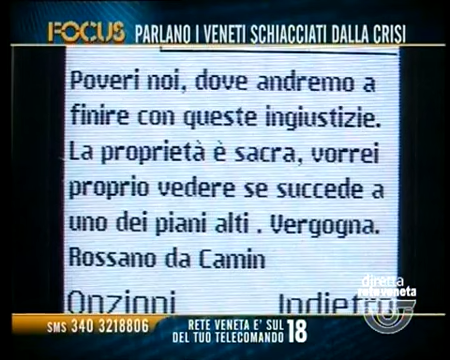 FOCUS PARLANO I VENETI SCHIACCIATI DALLA CRISI
Poveri noi, dove andremo a
finire con queste ingiustizie.
La proprietà è sacra, vorrei
proprio vedere se succede a
uno dei piani alti . Vergogna.
Rossano da Camin
Opzioni Indietro
diretta
rete veneta
SMS 340 3218806
RETE VENETA E' SUL
DEL TUO TELECOMANDO 18